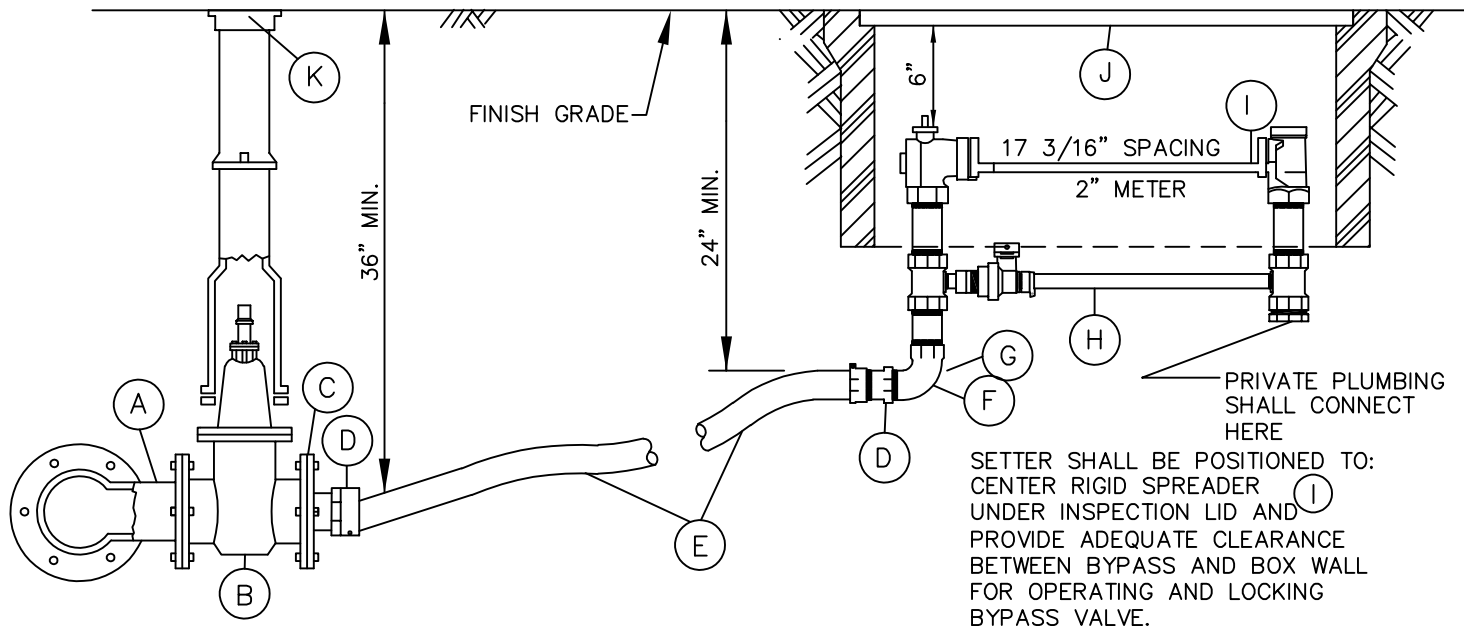 K
FINISH GRADE
36" MIN.
24" MIN.
6"
J
I
17 3/16" SPACING
2" METER
A
C
D
B
E
D
G
F
H
PRIVATE PLUMBING
SHALL CONNECT
HERE
SETTER SHALL BE POSITIONED TO:
CENTER RIGID SPREADER I
UNDER INSPECTION LID AND
PROVIDE ADEQUATE CLEARANCE
BETWEEN BYPASS AND BOX WALL
FOR OPERATING AND LOCKING
BYPASS VALVE.